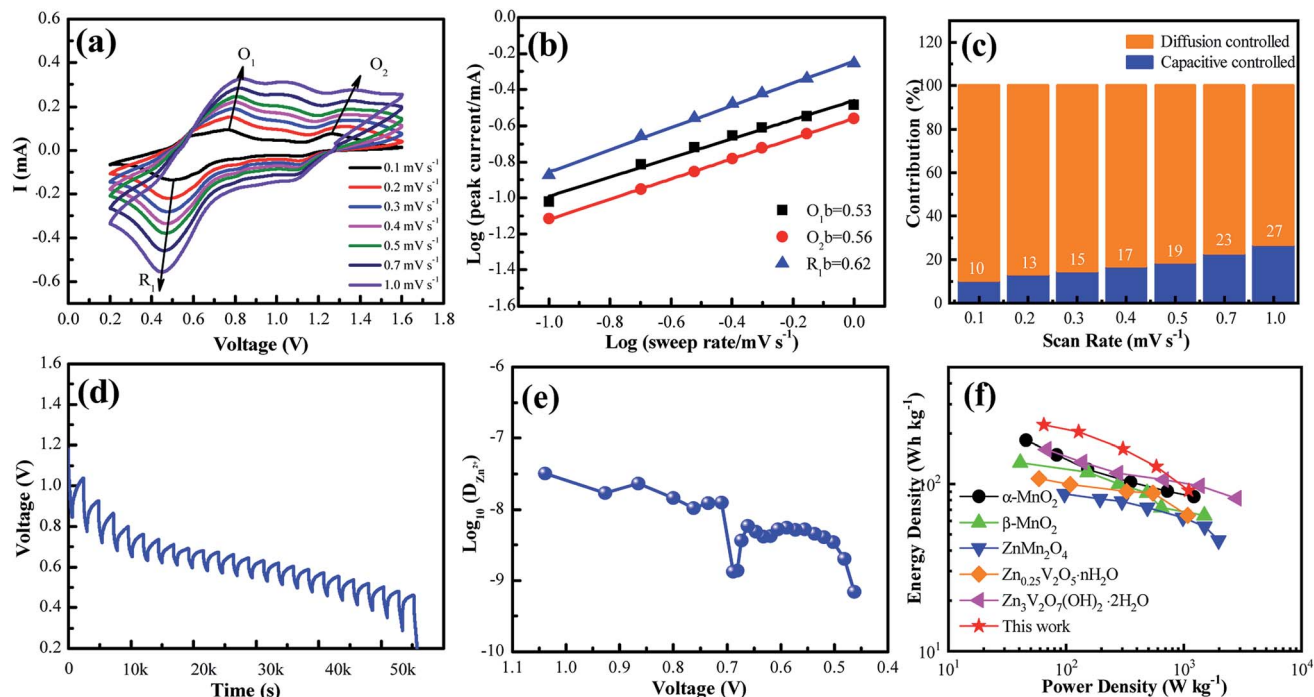 (a)
O₁
O₂
R₁
0.1 mV s⁻¹
0.2 mV s⁻¹
0.3 mV s⁻¹
0.4 mV s⁻¹
0.5 mV s⁻¹
0.7 mV s⁻¹
1.0 mV s⁻¹
I (mA)
0.6
0.4
0.2
0.0
-0.2
-0.4
-0.6
0.0 0.2 0.4 0.6 0.8 1.0 1.2 1.4 1.6 1.8
Voltage (V)
(b)
Log (peak current/mA)
0.0
-0.2
-0.4
-0.6
-0.8
-1.0
-1.2
-1.4
-1.6
O₁b=0.53
O₂b=0.56
R₁b=0.62
-1.0 -0.8 -0.6 -0.4 -0.2 0.0
Log (sweep rate/mV s⁻¹)
(c)
Diffusion controlled
Capacitive controlled
Contribution (%)
120
100
80
60
40
20
0
10 13 15 17 19 23 27
0.1 0.2 0.3 0.4 0.5 0.7 1.0
Scan Rate (mV s⁻¹)
(d)
Voltage (V)
1.6
1.4
1.2
1.0
0.8
0.6
0.4
0.2
0 10k 20k 30k 40k 50k
Time (s)
(e)
Log₁₀ (D_Zn²⁺)
-6
-7
-8
-9
-10
1.1 1.0 0.9 0.8 0.7 0.6 0.5 0.4
Voltage (V)
(f)
Energy Density (Wh kg⁻¹)
10³
10²
10¹
α-MnO₂
β-MnO₂
ZnMn₂O₄
Zn₀.₂₅V₂O₅·nH₂O
Zn₃V₂O₇(OH)₂ ·2H₂O
This work
10¹ 10² 10³ 10⁴
Power Density (W kg⁻¹)